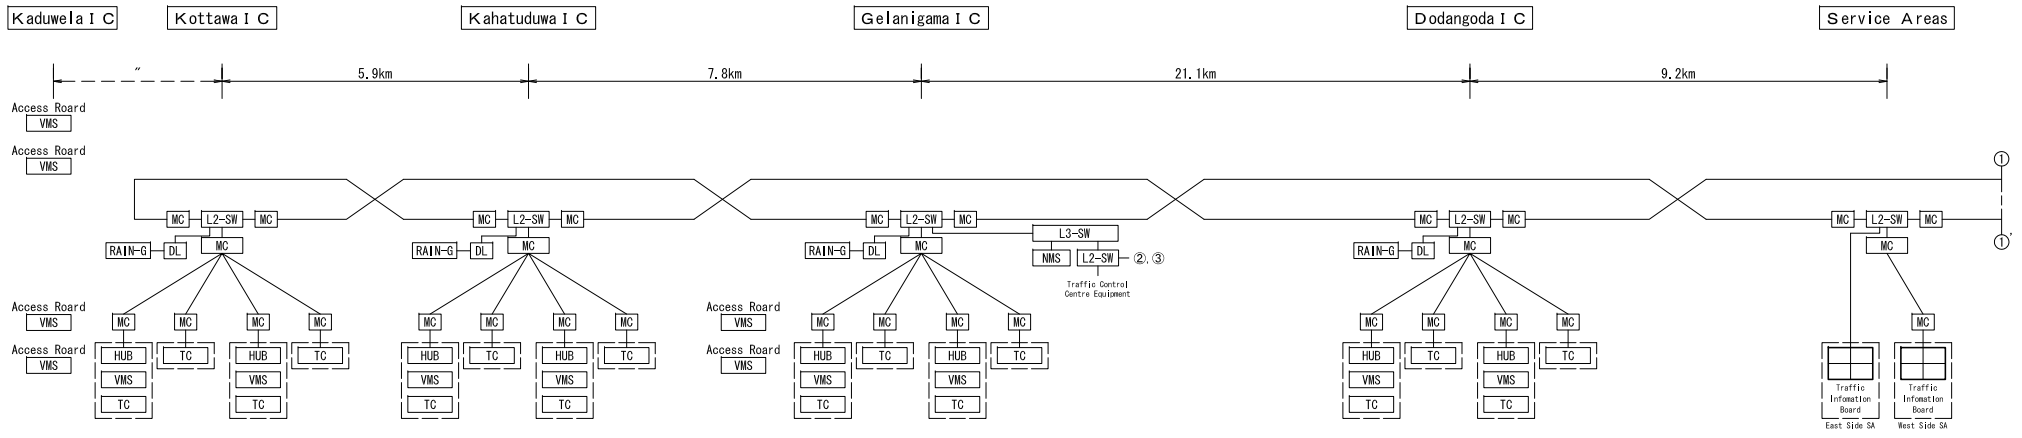 Kaduwela I C Kottawa I C Kahatuduwa I C Gelanigama I C Dodangoda I C Service Areas
〃 5.9km 7.8km 21.1km 9.2km
Access Roard
VMS
Access Roard
VMS
①
MC L2-SW MC MC L2-SW MC MC L2-SW MC MC L2-SW MC MC L2-SW MC
RAIN-G DL MC RAIN-G DL MC RAIN-G DL MC L3-SW RAIN-G DL MC MC ①'
NMS L2-SW ②,③
Traffic Control
Centre Equipment
Access Roard Access Roard
VMS MC MC MC MC MC MC MC MC VMS MC MC MC MC MC MC MC MC MC
Access Roard Access Roard
VMS HUB TC HUB TC HUB TC HUB TC VMS HUB TC HUB TC HUB TC HUB TC
VMS VMS VMS VMS VMS VMS VMS VMS
TC TC TC TC TC TC TC TC
Traffic Traffic
Infomation Infomation
Board Board
East Side SA West Side SA